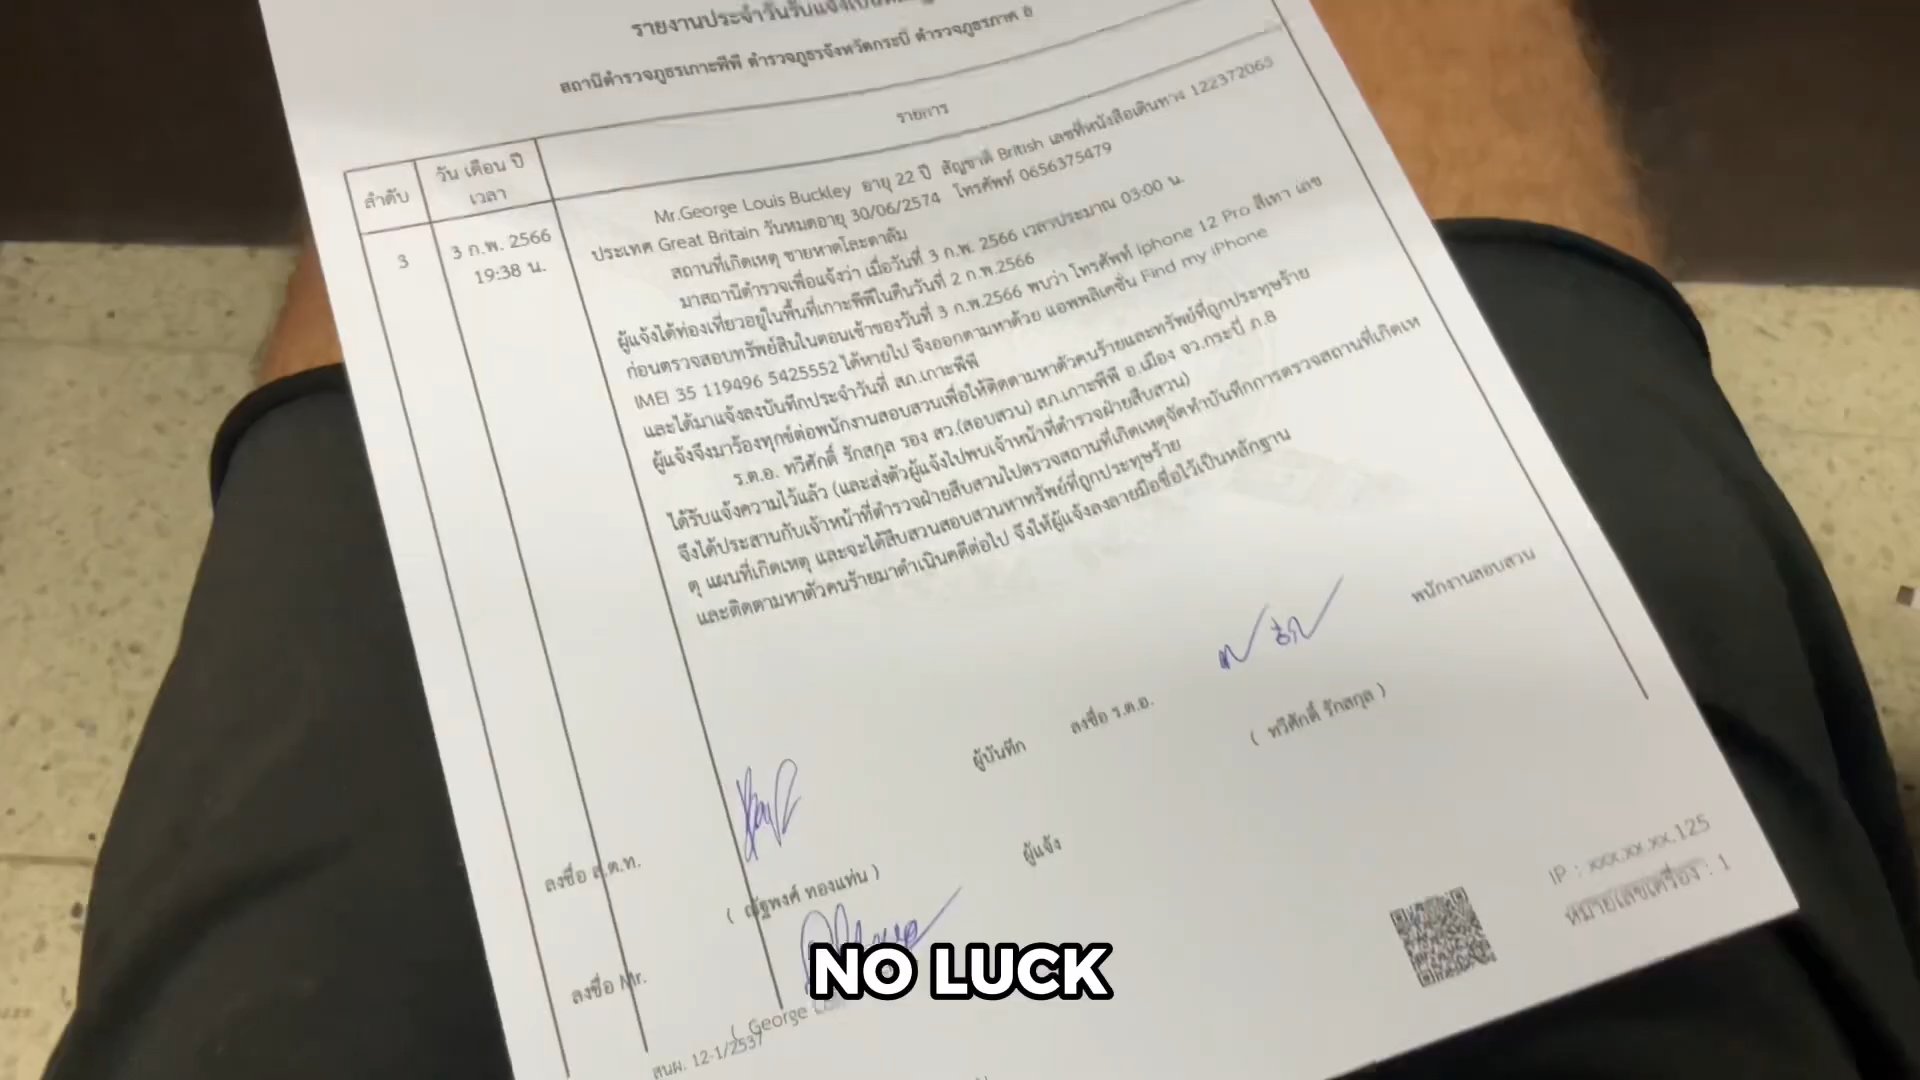 รายงานประจำวันรับแจ้งเป็น
สถานีตำรวจภูธรเกาะพีพี ตำรวจภูธรจังหวัดกระบี่ ตำรวจภูธรภาค 8
ลำดับ
วัน เดือน ปี
เวลา
รายการ
3
3 ก.พ. 2566
19:38 น.
Mr.George Louis Buckley อายุ 22 ปี สัญชาติ British เลขที่หนังสือเดินทาง 122372065
ประเทศ Great Britain วันหมดอายุ 30/06/2574 โทรศัพท์ 0656375479
สถานที่เกิดเหตุ ชายหาดโละดาลัม
มาสถานีตำรวจเพื่อแจ้งว่า เมื่อวันที่ 3 ก.พ. 2566 เวลาประมาณ 03:00 น.
ผู้แจ้งได้ท่องเที่ยวอยู่ในพื้นที่เกาะพีพีในคืนวันที่ 2 ก.พ.2566
ก่อนตรวจสอบทรัพย์สินในตอนเช้าของวันที่ 3 ก.พ.2566 พบว่า โทรศัพท์ iphone 12 Pro สีเทา เลข
IMEI 35 119496 5425552 ได้หายไป จึงออกตามหาด้วย แอพพลิเคชั่น Find my iPhone
และได้มาแจ้งลงบันทึกประจำวันที่ สภ.เกาะพีพี
ผู้แจ้งจึงมาร้องทุกข์ต่อพนักงานสอบสวนเพื่อให้ติดตามหาตัวคนร้ายและทรัพย์ที่ถูกประทุษร้าย
ร.ต.อ. ทวีศักดิ์ รักสกุล รอง สว.(สอบสวน) สภ.เกาะพีพี อ.เมือง จว.กระบี่ ภ.8
ได้รับแจ้งความไว้แล้ว (และส่งตัวผู้แจ้งไปพบเจ้าหน้าที่ตำรวจฝ่ายสืบสวน)
จึงได้ประสานกับเจ้าหน้าที่ตำรวจฝ่ายสืบสวนไปตรวจสถานที่เกิดเหตุจัดทำบันทึกการตรวจสถานที่เกิดเห
ตุ แผนที่เกิดเหตุ และจะได้สืบสวนสอบสวนหาทรัพย์ที่ถูกประทุษร้าย
และติดตามหาตัวคนร้ายมาดำเนินคดีต่อไป จึงให้ผู้แจ้งลงลายมือชื่อไว้เป็นหลักฐาน
ลงชื่อ ร.ต.อ. พนักงานสอบสวน
( ทวีศักดิ์ รักสกุล )
ลงชื่อ ส.ต.ท. ผู้บันทึก
( ณัฐพงศ์ ทองแท่น )
ลงชื่อ Mr. ผู้แจ้ง
( George
สนผ. 12-1/2537
IP : xxx.xx.xx.125
หมายเลขเครื่อง : 1
NO LUCK